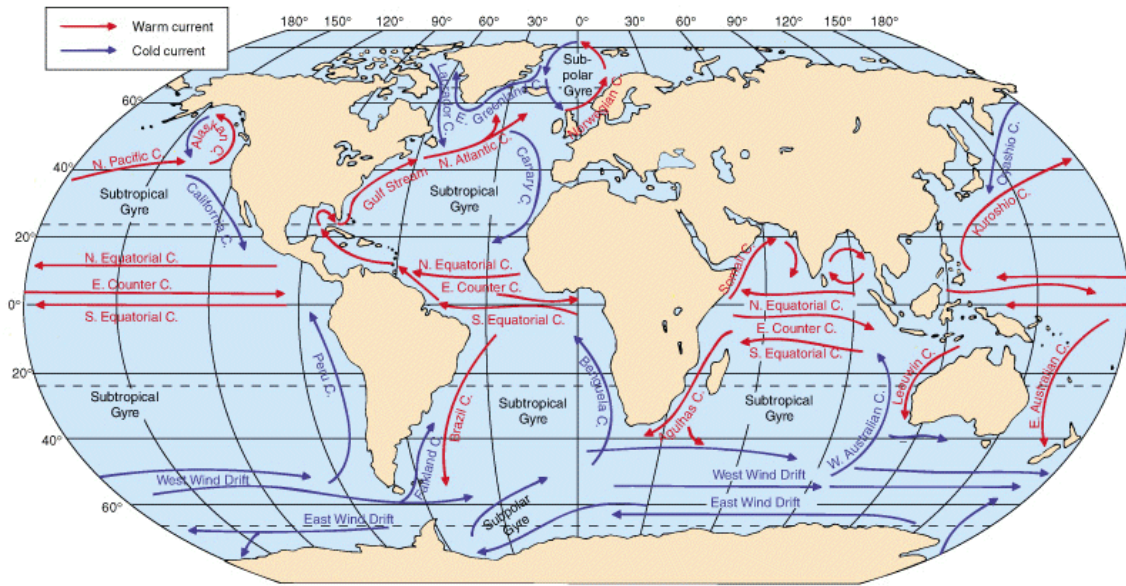 Warm current
Cold current
180° 150° 120° 90° 60° 30° 0° 30° 60° 90° 120° 150° 180°
60°
40°
20°
0°
20°
40°
60°
Sub-
polar
Gyre
Labrador C.
E. Greenland C.
Norwegian C.
Alaskan C.
N. Pacific C.
N. Atlantic C.
Canary C.
Gulf Stream
Oyashio C.
Kuroshio C.
California C.
Subtropical
Gyre
Subtropical
Gyre
N. Equatorial C.
E. Counter C.
S. Equatorial C.
N. Equatorial C.
E. Counter C.
S. Equatorial C.
Somali C.
N. Equatorial C.
E. Counter C.
S. Equatorial C.
Peru C.
Brazil C.
Benguela C.
Agulhas C.
Leeuwin C.
W. Australian C.
E. Australian C.
Subtropical
Gyre
Subtropical
Gyre
Subtropical
Gyre
Falkland C.
West Wind Drift
West Wind Drift
East Wind Drift
East Wind Drift
Subpolar
Gyre